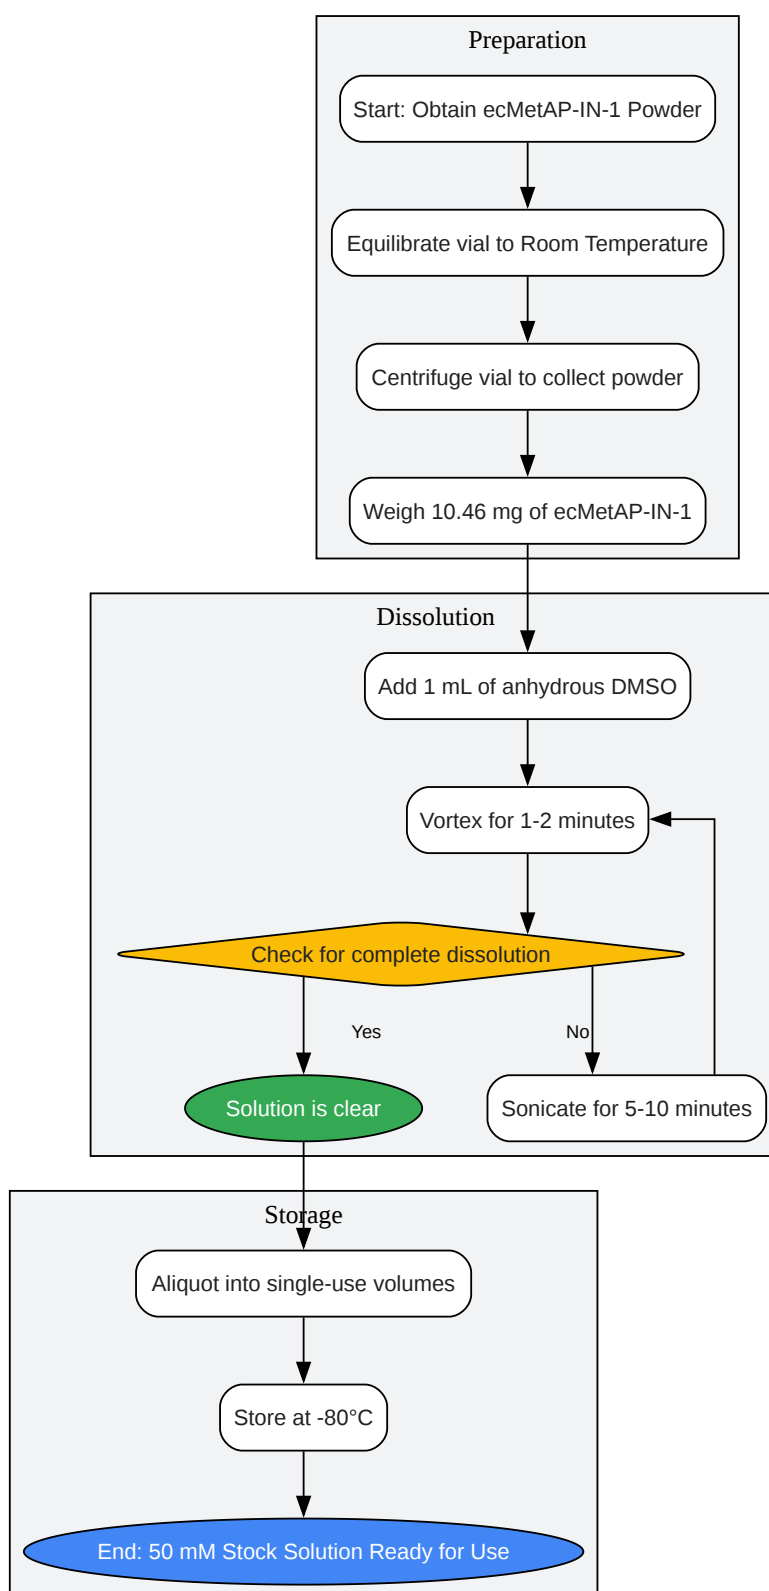 Preparation
Start: Obtain ecMetAP-IN-1 Powder
Equilibrate vial to Room Temperature
Centrifuge vial to collect powder
Weigh 10.46 mg of ecMetAP-IN-1
Dissolution
Add 1 mL of anhydrous DMSO
Vortex for 1-2 minutes
Check for complete dissolution
Yes
No
Solution is clear
Sonicate for 5-10 minutes
Storage
Aliquot into single-use volumes
Store at -80°C
End: 50 mM Stock Solution Ready for Use